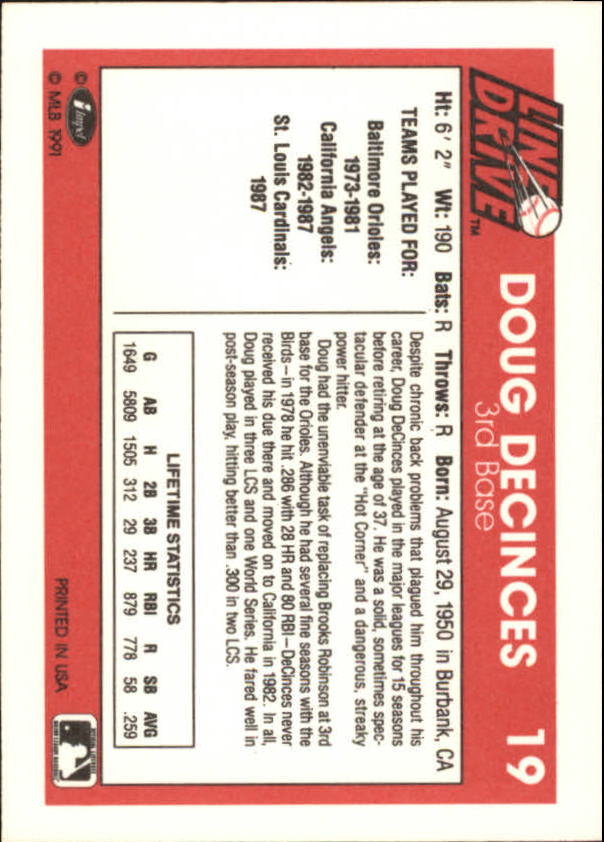 LINE DRIVE™
DOUG DECINCES 19
3rd Base
Ht: 6' 2" Wt: 190 Bats: R Throws: R Born: August 29, 1950 in Burbank, CA
TEAMS PLAYED FOR:
Baltimore Orioles:
1973-1981
California Angels:
1982-1987
St. Louis Cardinals:
1987
Despite chronic back problems that plagued him throughout his
career, Doug DeCinces played in the major leagues for 15 seasons
before retiring at the age of 37. He was a solid, sometimes spec-
tacular defender at the "Hot Corner" and a dangerous, streaky
power hitter.
Doug had the unenviable task of replacing Brooks Robinson at 3rd
base for the Orioles. Although he had several fine seasons with the
Birds—in 1978 he hit .286 with 28 HR and 80 RBI—DeCinces never
received his due there and moved on to California in 1982. In all,
Doug played in three LCS and one World Series. He fared well in
post-season play, hitting better than .300 in two LCS.
LIFETIME STATISTICS
G AB H 2B 3B HR RBI R SB AVG
1649 5809 1505 312 29 237 879 778 58 .259
© Impel
© MLB 1991
PRINTED IN USA